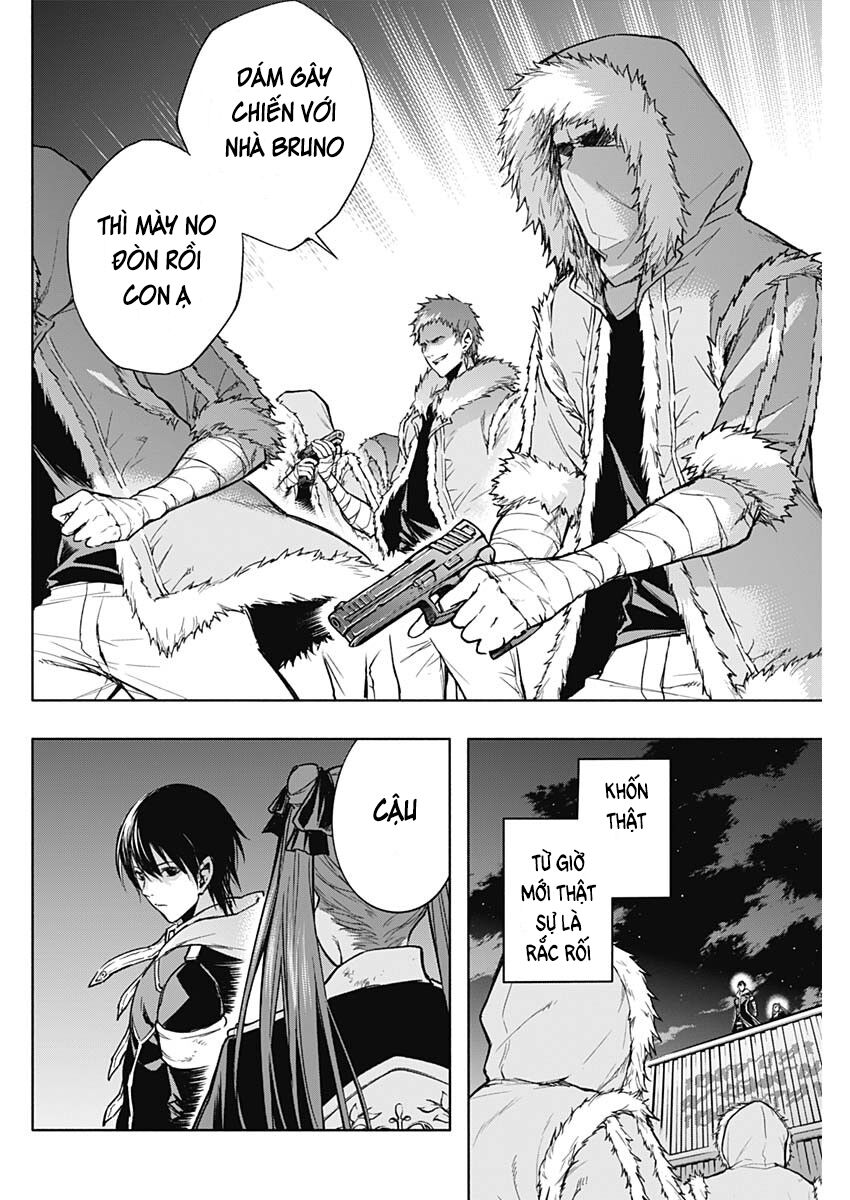 DÁM GÂY
CHIẾN VỚI
NHÀ BRUNO
THÌ MÀY NO
ĐÒN RỒI
CON Ạ
KHỐN
THẬT
TỪ GIỜ
MỚI THẬT
SỰ LÀ
RẮC RỐI
CẬU